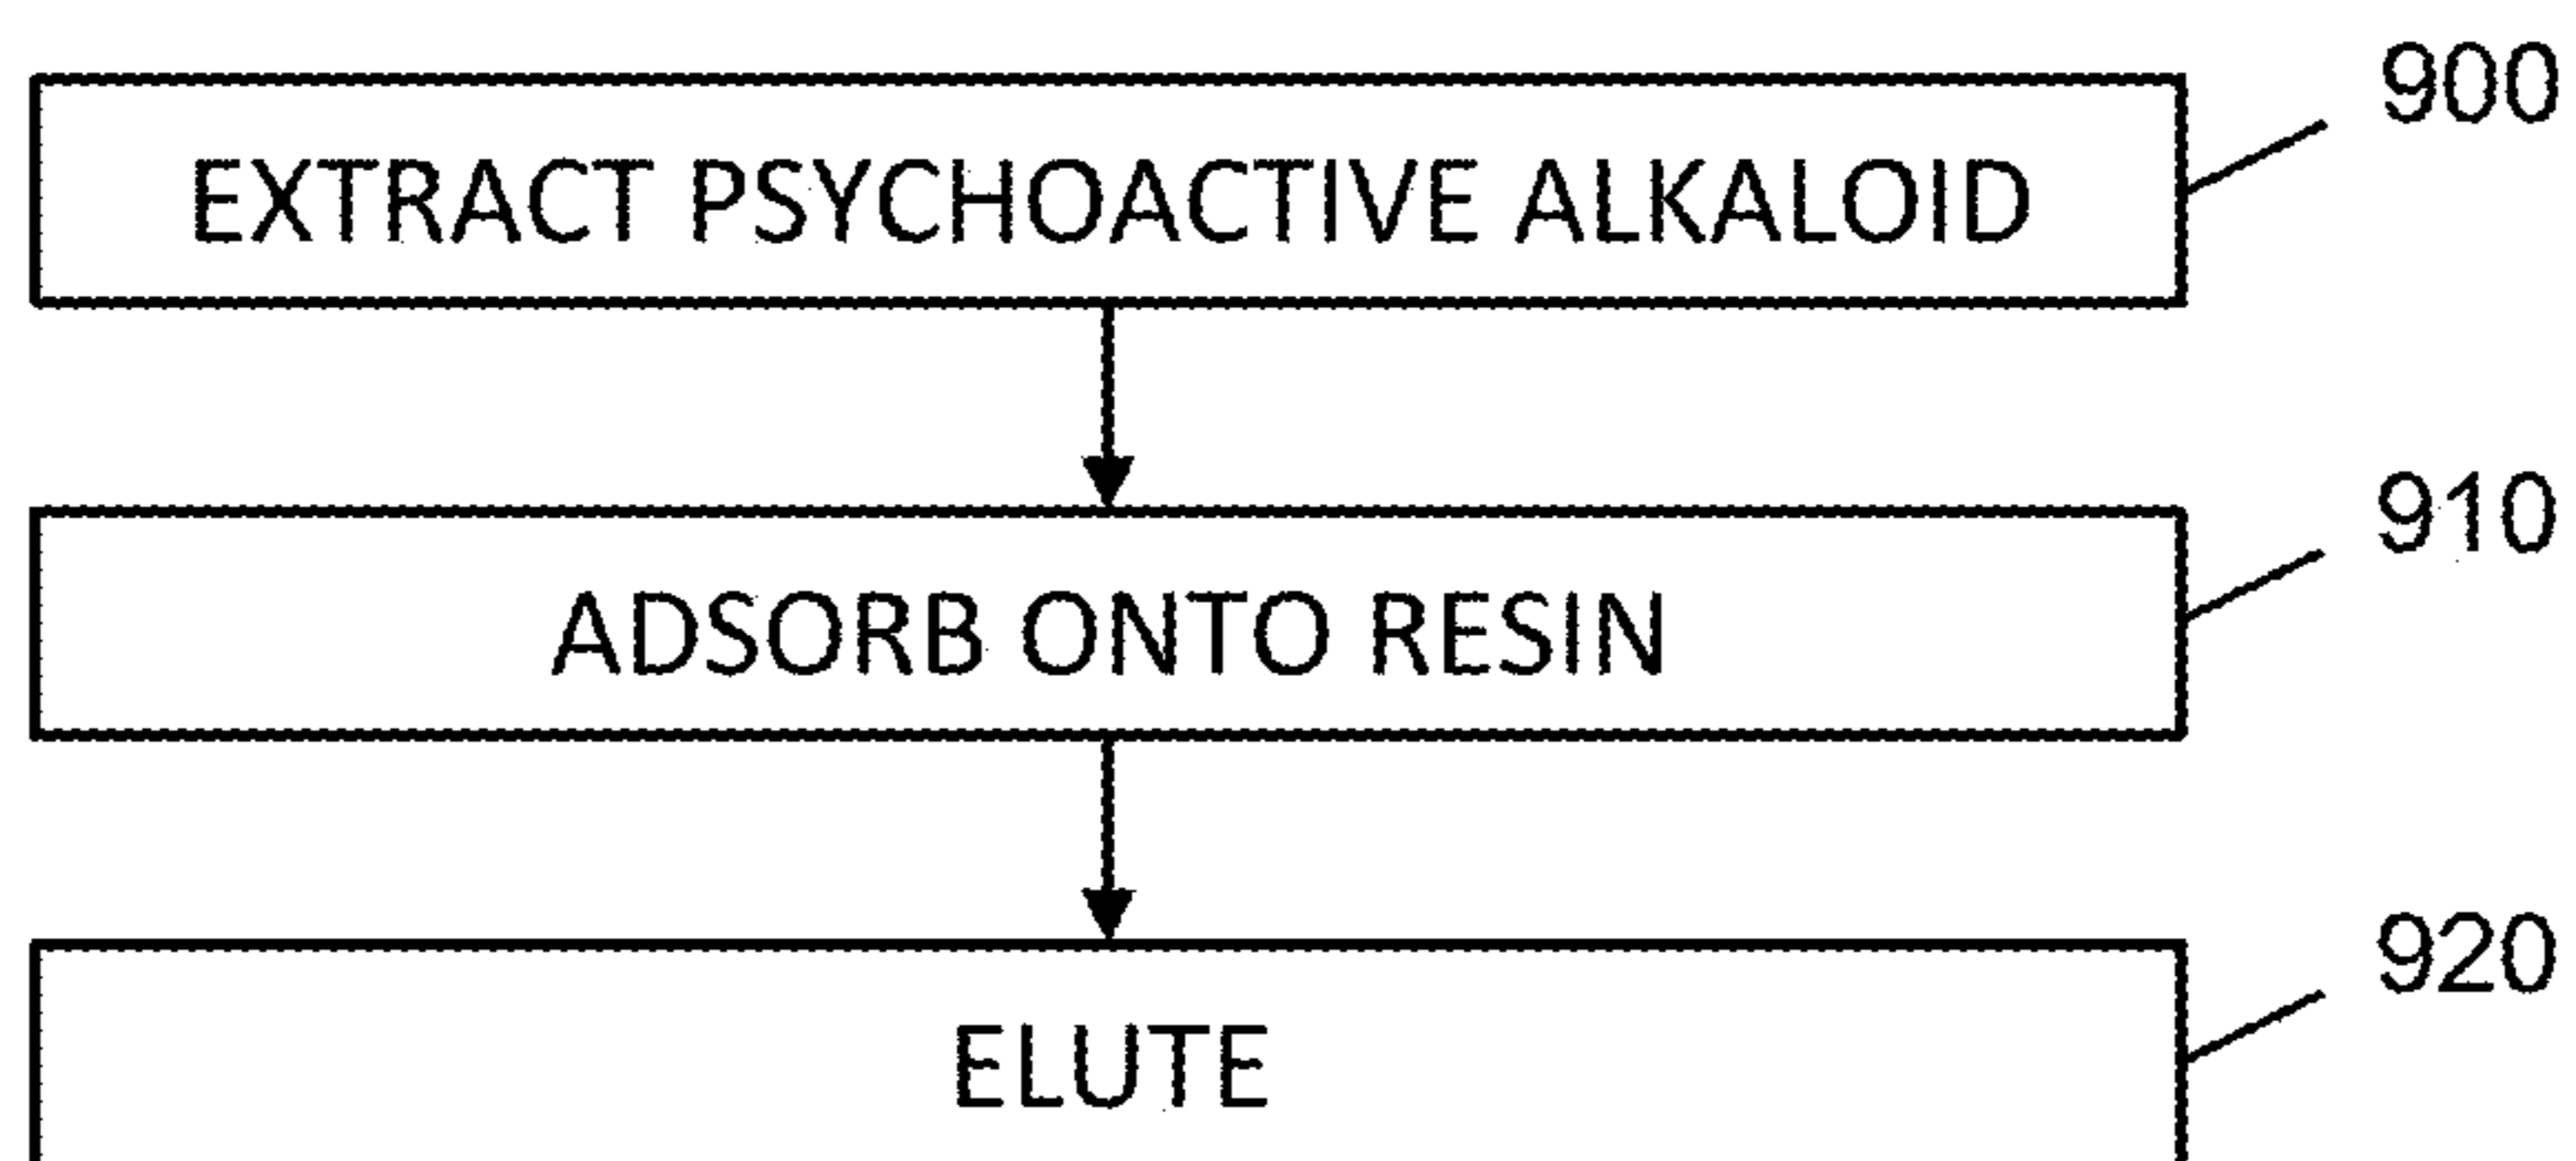 900
EXTRACT PSYCHOACTIVE ALKALOID
910
ADSORB ONTO RESIN
920
ELUTE